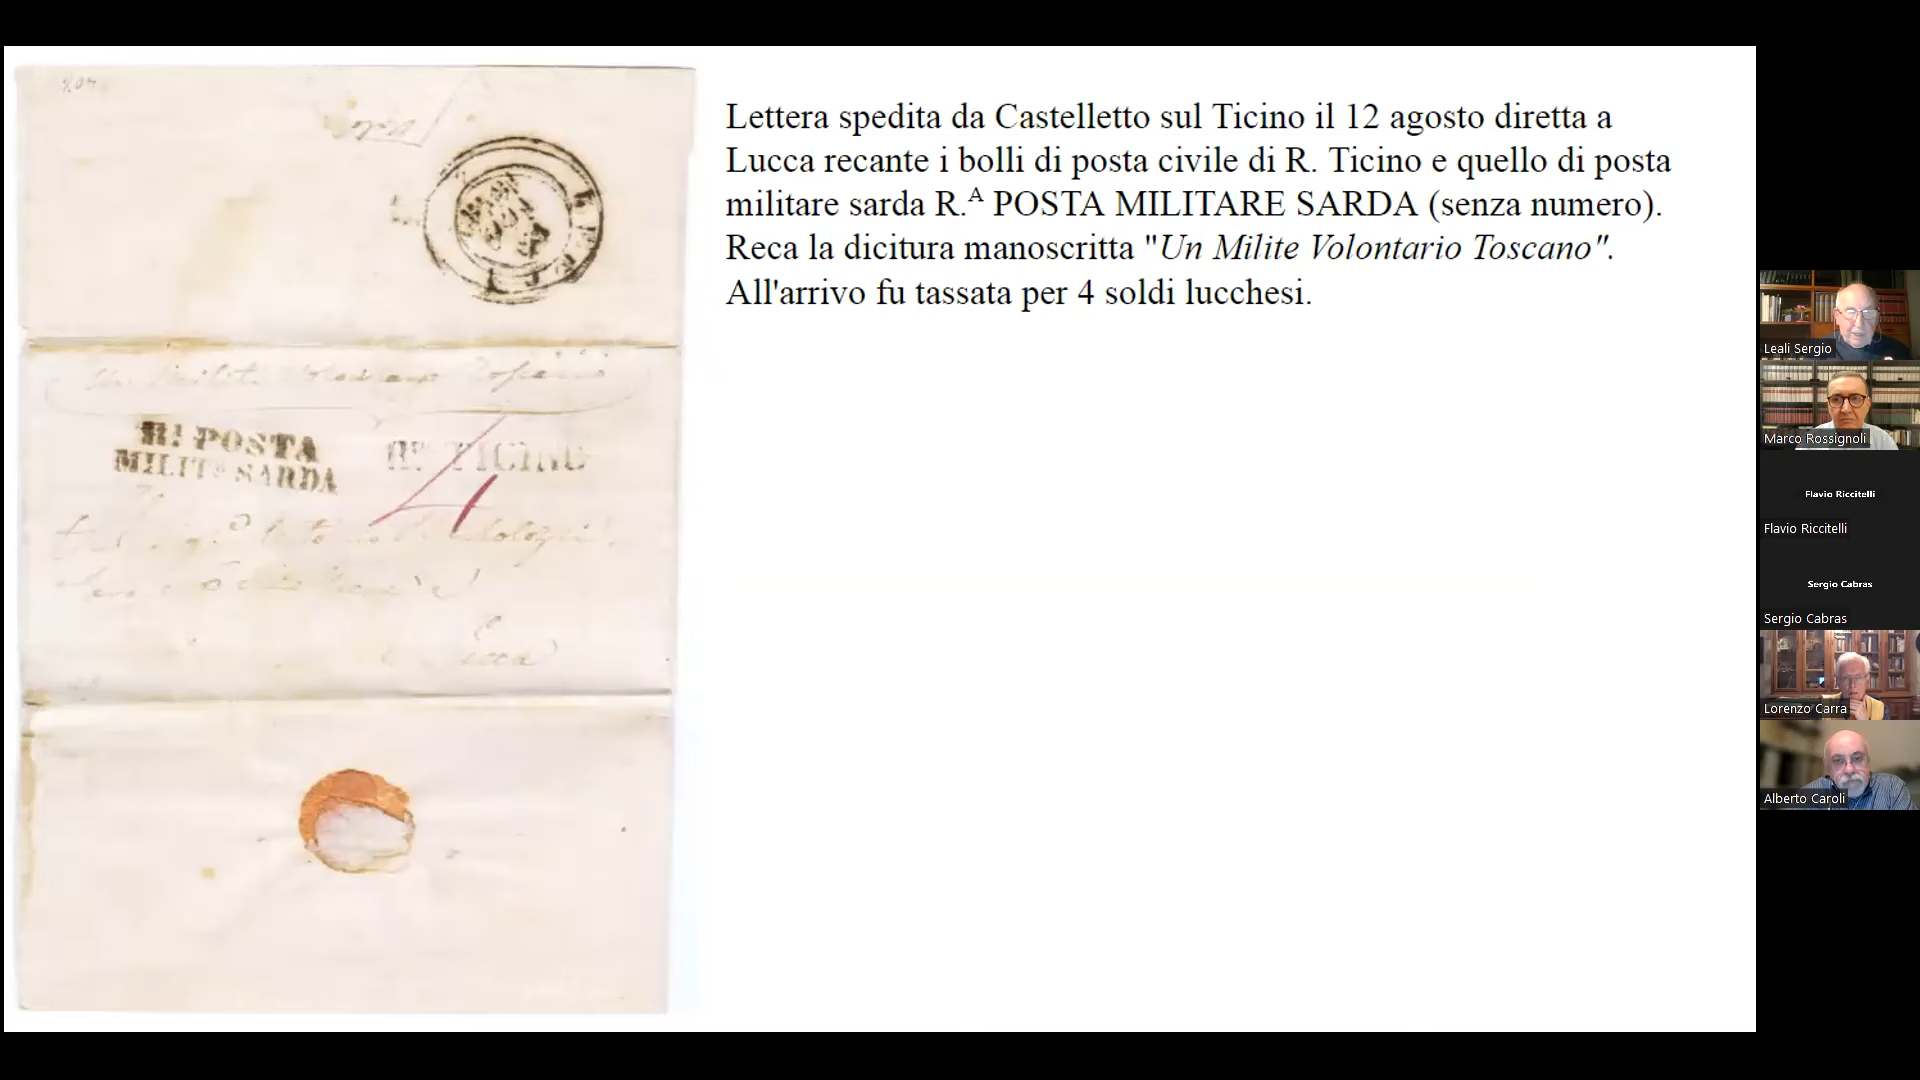 Lettera spedita da Castelletto sul Ticino il 12 agosto diretta a
Lucca recante i bolli di posta civile di R. Ticino e quello di posta
militare sarda R.ᴬ POSTA MILITARE SARDA (senza numero).
Reca la dicitura manoscritta "Un Milite Volontario Toscano".
All'arrivo fu tassata per 4 soldi lucchesi.
POSTA
SARDA
TICINO
4
Leali Sergio
Marco Rossignoli
Flavio Riccitelli
Flavio Riccitelli
Sergio Cabras
Sergio Cabras
Lorenzo Carra
Alberto Caroli